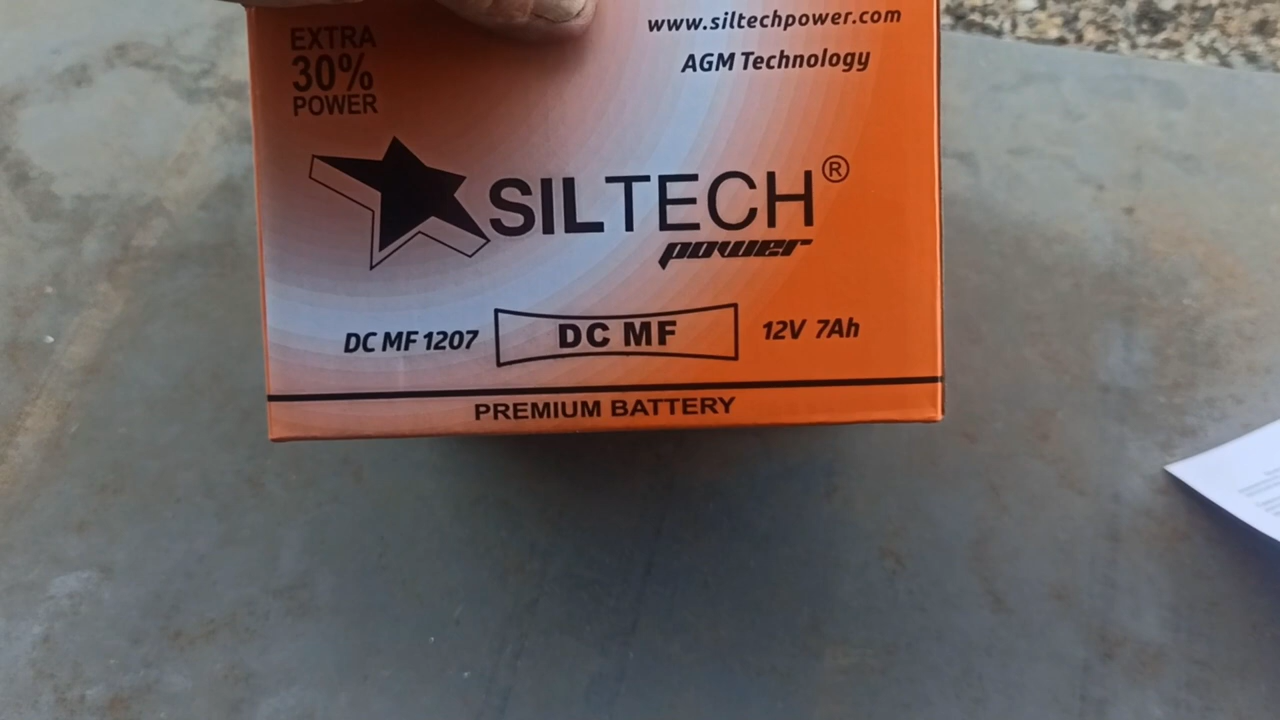 EXTRA
30%
POWER
www.siltechpower.com
AGM Technology
SILTECH®
power
DC MF 1207
DC MF
12V 7Ah
PREMIUM BATTERY